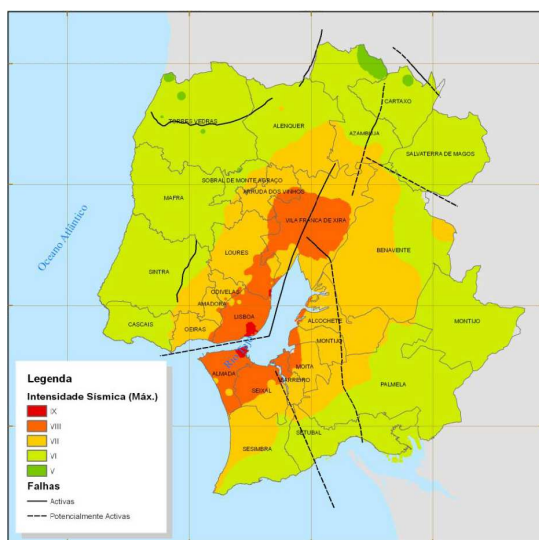 CARTAXO
TORRES VEDRAS
ALENQUER
AZAMBUJA
SALVATERRA DE MAGOS
SOBRAL DE MONTE AGRAÇO
ARRUDA DOS VINHOS
MAFRA
VILA FRANCA DE XIRA
Oceano Atlântico
BENAVENTE
LOURES
SINTRA
ODIVELAS
AMADORA
LISBOA
CASCAIS
OEIRAS
ALCOCHETE
MONTIJO
MONTIJO
Rio
MOITA
ALMADA
BARREIRO
SEIXAL
PALMELA
SETÚBAL
SESIMBRA
Legenda
Intensidade Sísmica (Máx.)
IX
VIII
VII
VI
V
Falhas
Activas
Potencialmente Activas